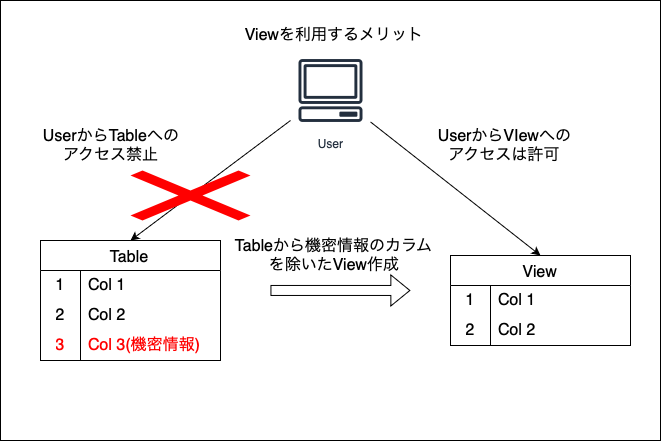 Viewを利用するメリット
User
UserからTableへの
アクセス禁止
UserからVIewへの
アクセスは許可
Tableから機密情報のカラム
を除いたView作成
Table
1 Col 1
2 Col 2
3 Col 3(機密情報)
View
1 Col 1
2 Col 2